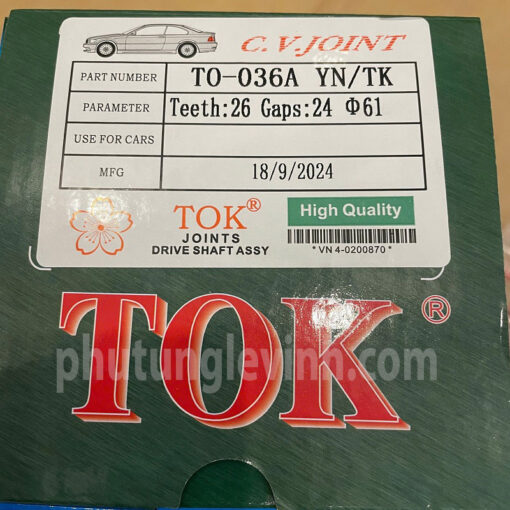 C.V.JOINT
PART NUMBER TO-036A YN/TK
PARAMETER Teeth:26 Gaps:24 Φ61
USE FOR CARS
MFG 18/9/2024
TOK®
JOINTS
DRIVE SHAFT ASSY
High Quality
* VN 4-0200870 *
TOK®
phutunglevinh.com